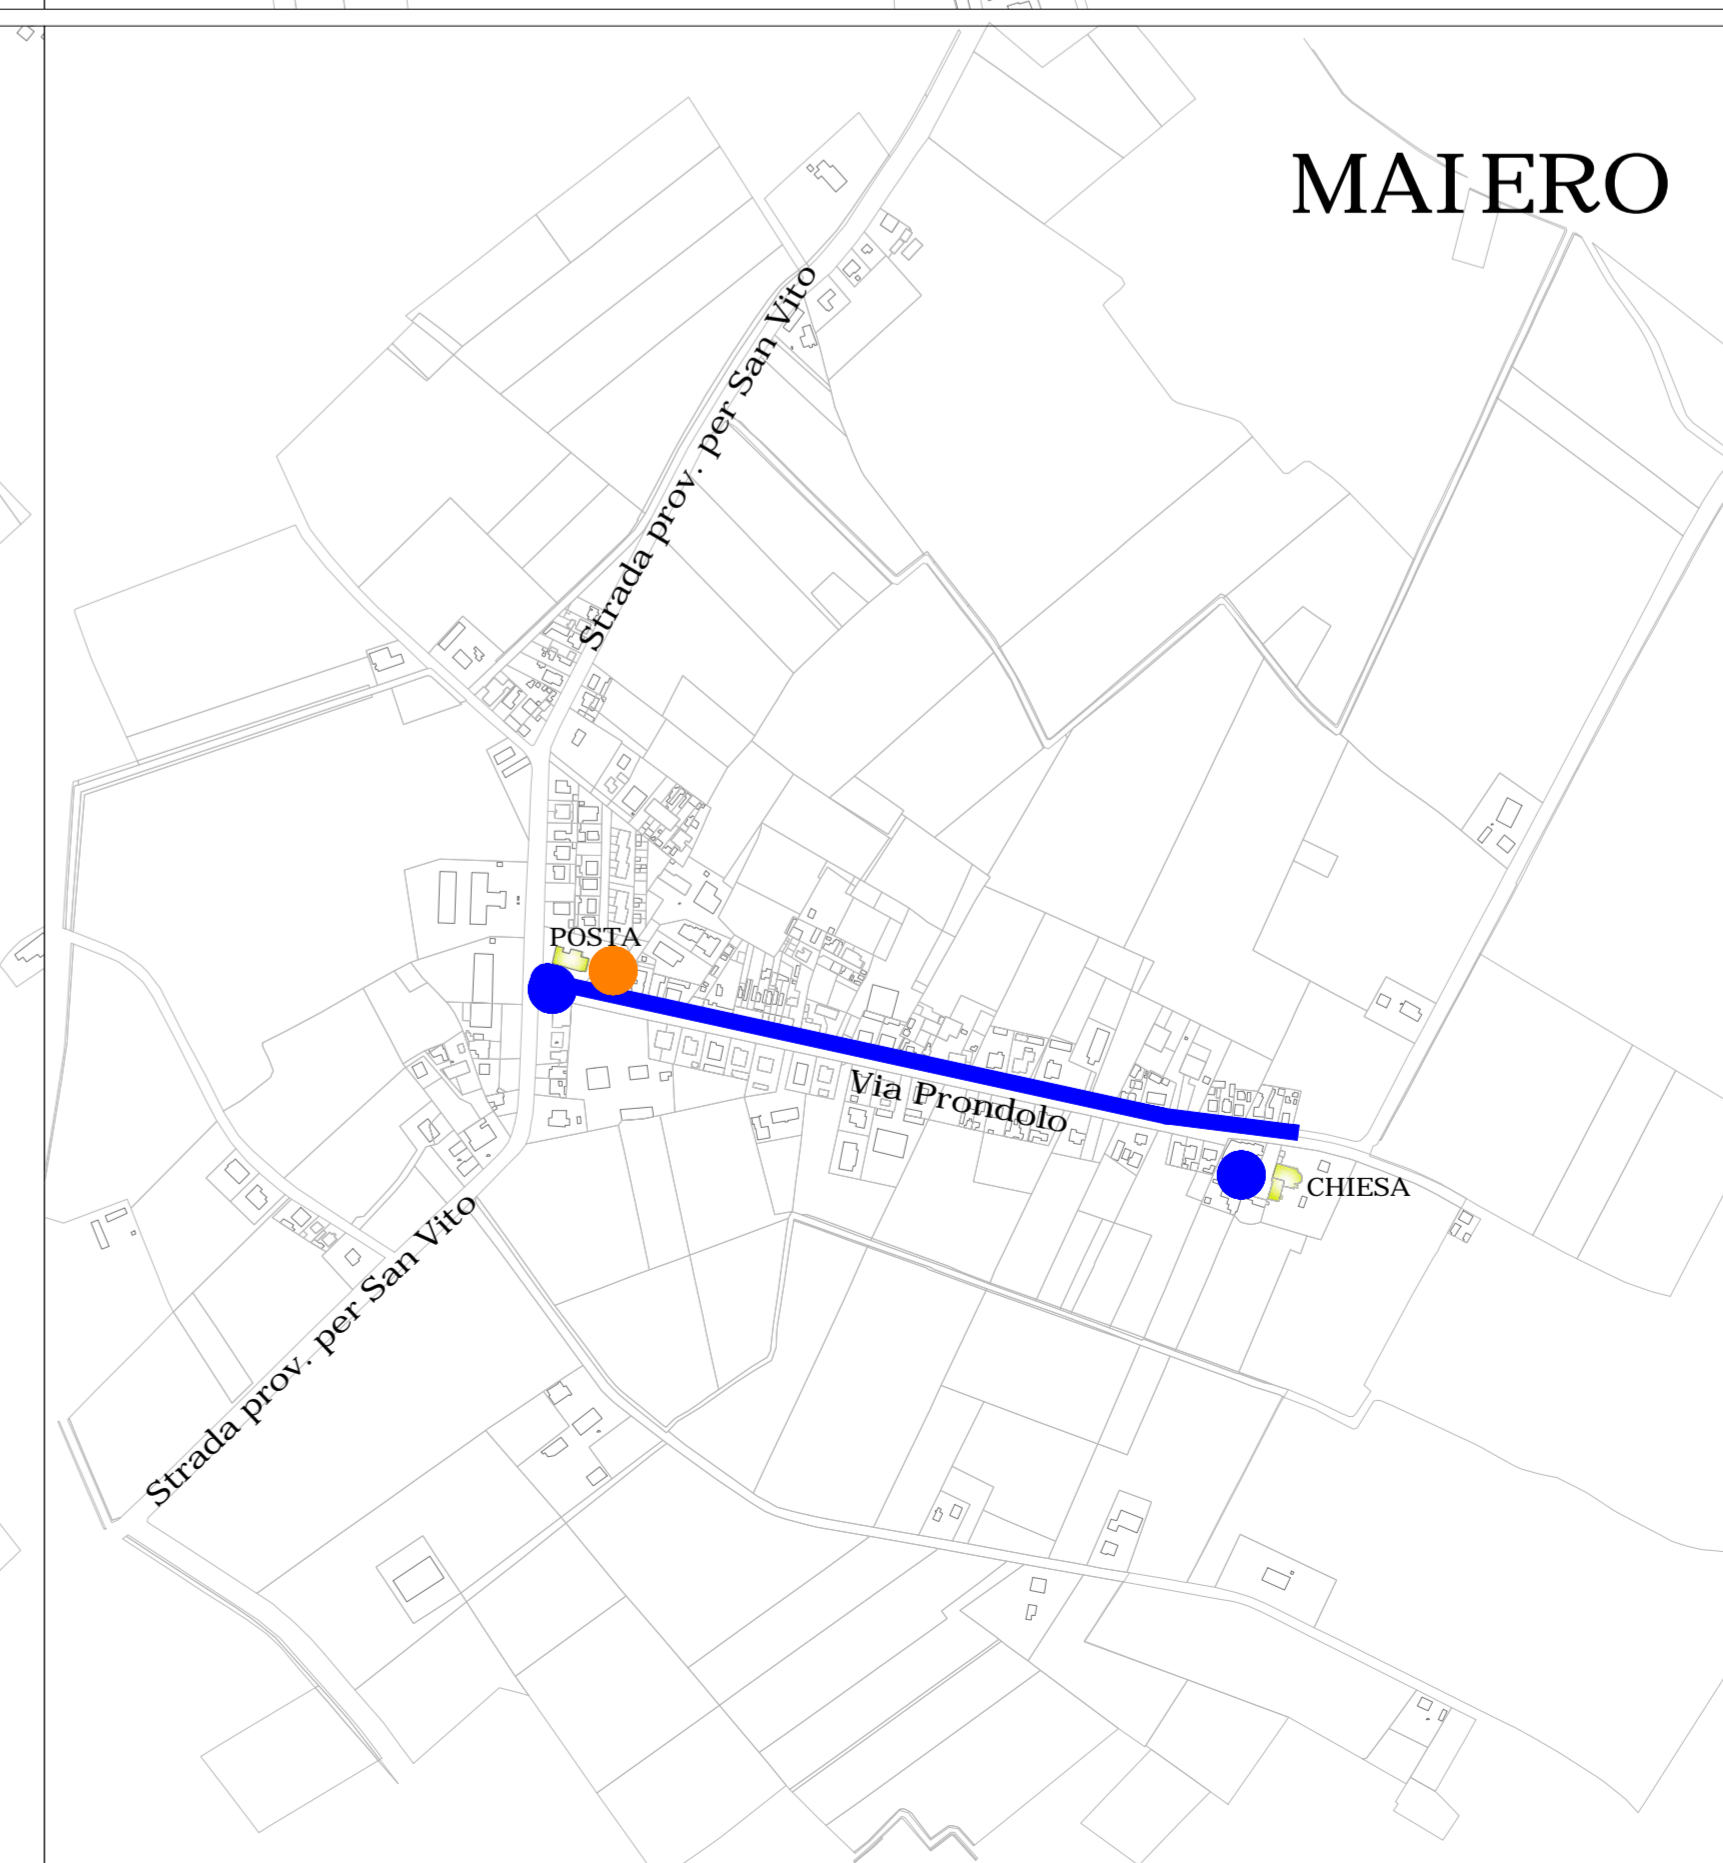 MAIERO
Strada prov. per San Vito
POSTA
Via Prondolo
CHIESA
Strada prov. per San Vito